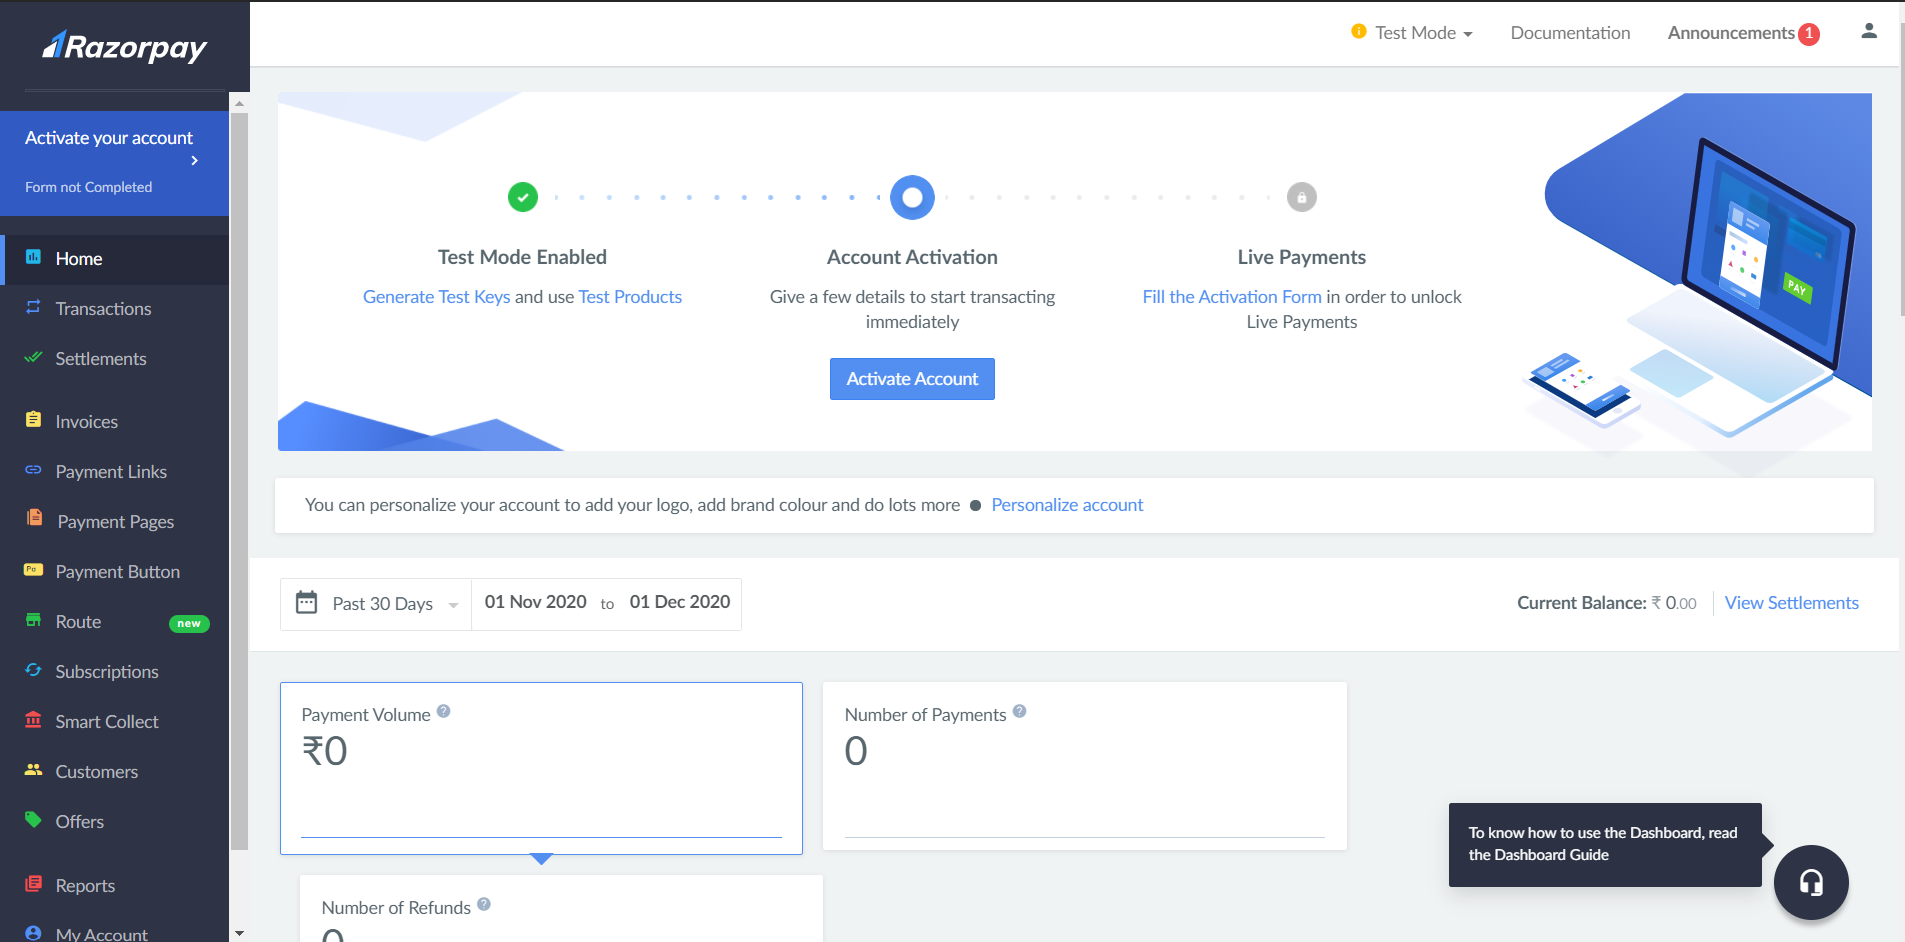 Razorpay
Test Mode
Documentation
Announcements 1
Activate your account
Form not Completed
Home
Transactions
Settlements
Invoices
Payment Links
Payment Pages
Payment Button
Route new
Subscriptions
Smart Collect
Customers
Offers
Reports
My Account
Test Mode Enabled
Generate Test Keys and use Test Products
Account Activation
Give a few details to start transacting
immediately
Activate Account
Live Payments
Fill the Activation Form in order to unlock
Live Payments
PAY
You can personalize your account to add your logo, add brand colour and do lots more ● Personalize account
Past 30 Days
01 Nov 2020 to 01 Dec 2020
Current Balance: ₹ 0.00
View Settlements
Payment Volume ?
₹0
Number of Payments ?
0
Number of Refunds ?
0
To know how to use the Dashboard, read
the Dashboard Guide